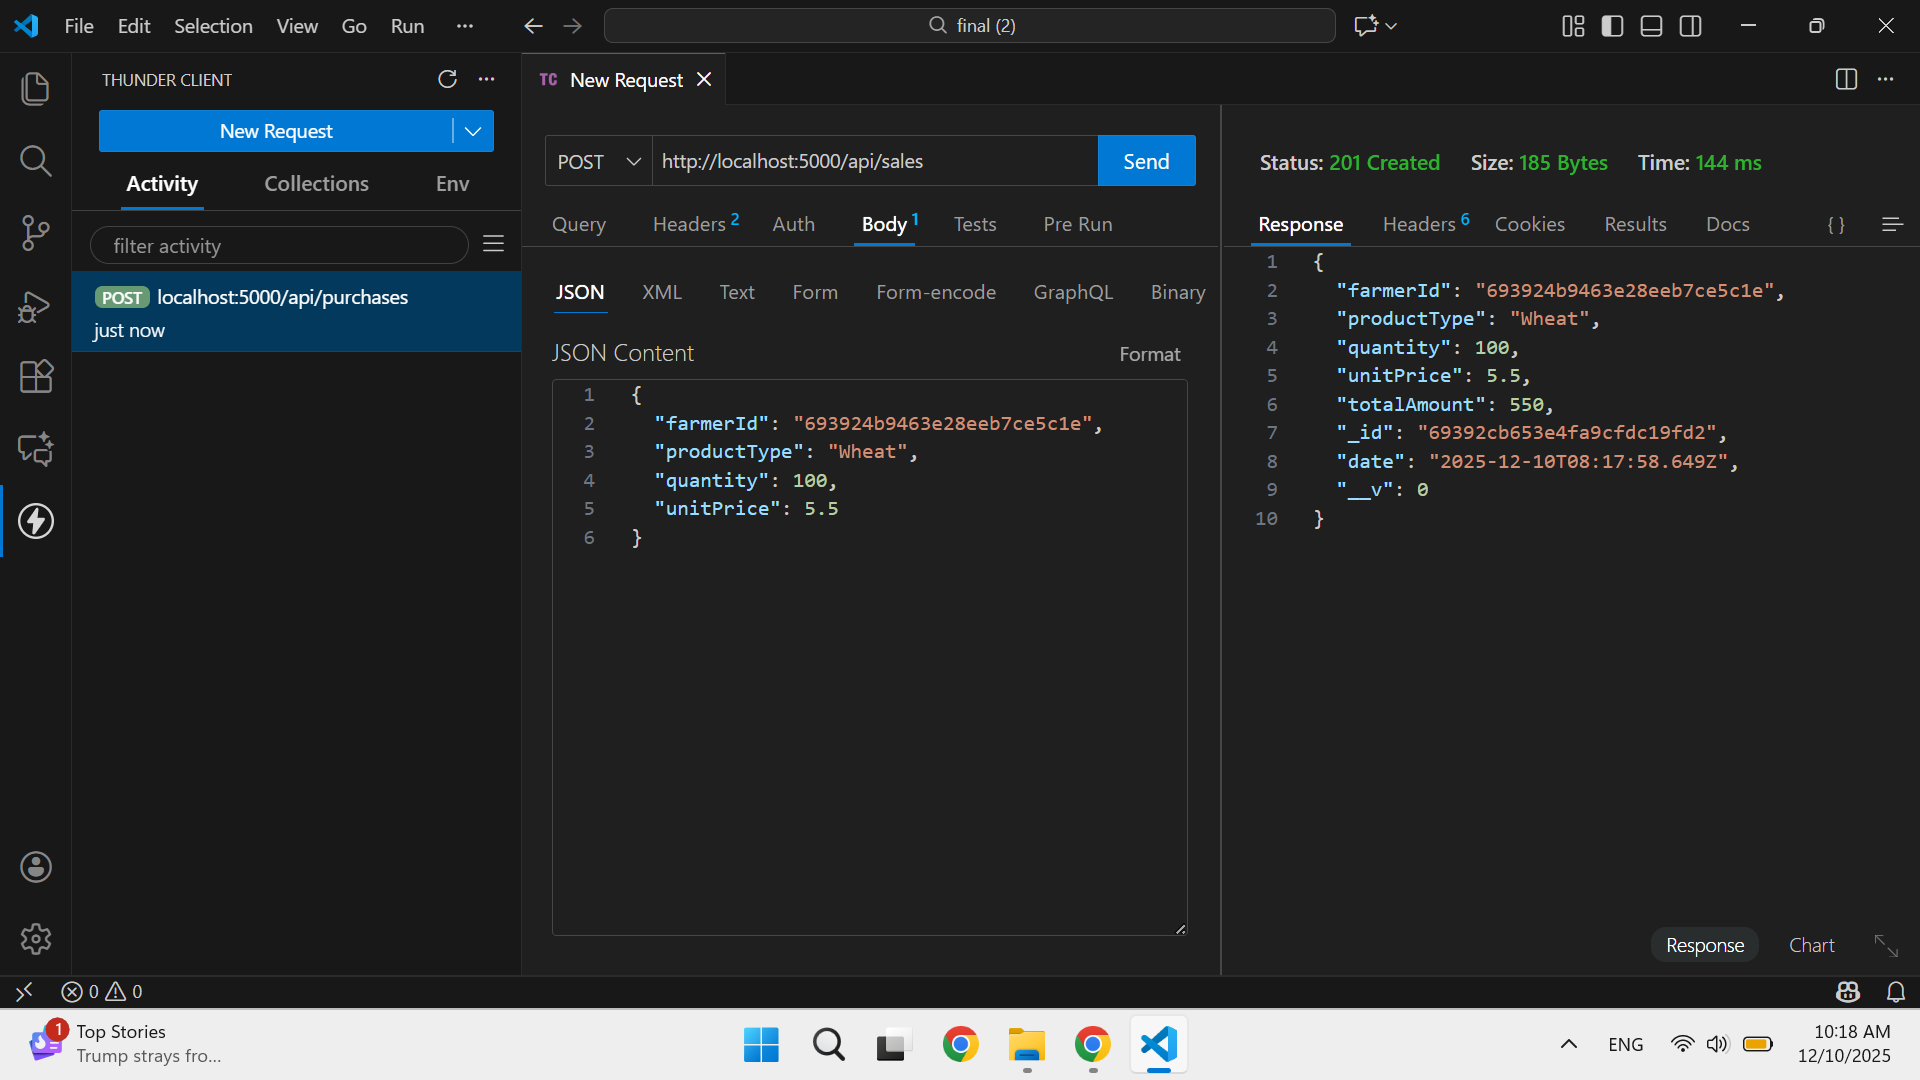 File Edit Selection View Go Run ···
final (2)
THUNDER CLIENT
New Request
Activity Collections Env
filter activity
POST localhost:5000/api/purchases
just now
TC New Request
POST http://localhost:5000/api/sales Send
Query Headers 2 Auth Body 1 Tests Pre Run
JSON XML Text Form Form-encode GraphQL Binary
JSON Content Format
1 {
2 "farmerId": "693924b9463e28eeb7ce5c1e",
3 "productType": "Wheat",
4 "quantity": 100,
5 "unitPrice": 5.5
6 }
Status: 201 Created Size: 185 Bytes Time: 144 ms
Response Headers 6 Cookies Results Docs { }
1 {
2 "farmerId": "693924b9463e28eeb7ce5c1e",
3 "productType": "Wheat",
4 "quantity": 100,
5 "unitPrice": 5.5,
6 "totalAmount": 550,
7 "_id": "69392cb653e4fa9cfdc19fd2",
8 "date": "2025-12-10T08:17:58.649Z",
9 "__v": 0
10 }
Response Chart
0 0
1 Top Stories
Trump strays fro...
ENG
10:18 AM
12/10/2025